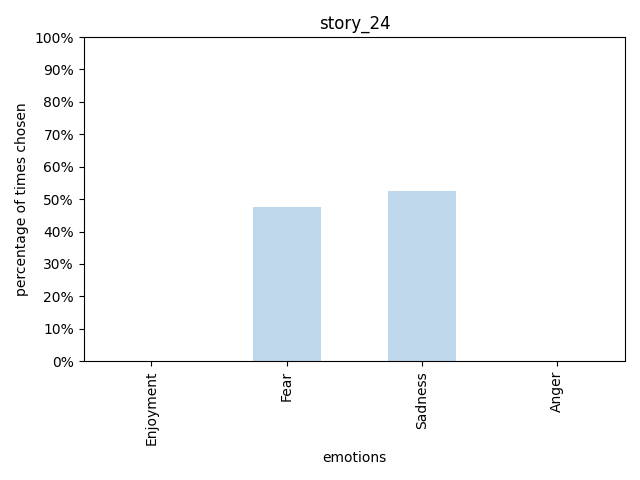 story_24
percentage of times chosen
100%
90%
80%
70%
60%
50%
40%
30%
20%
10%
0%
Enjoyment
Fear
Sadness
Anger
emotions